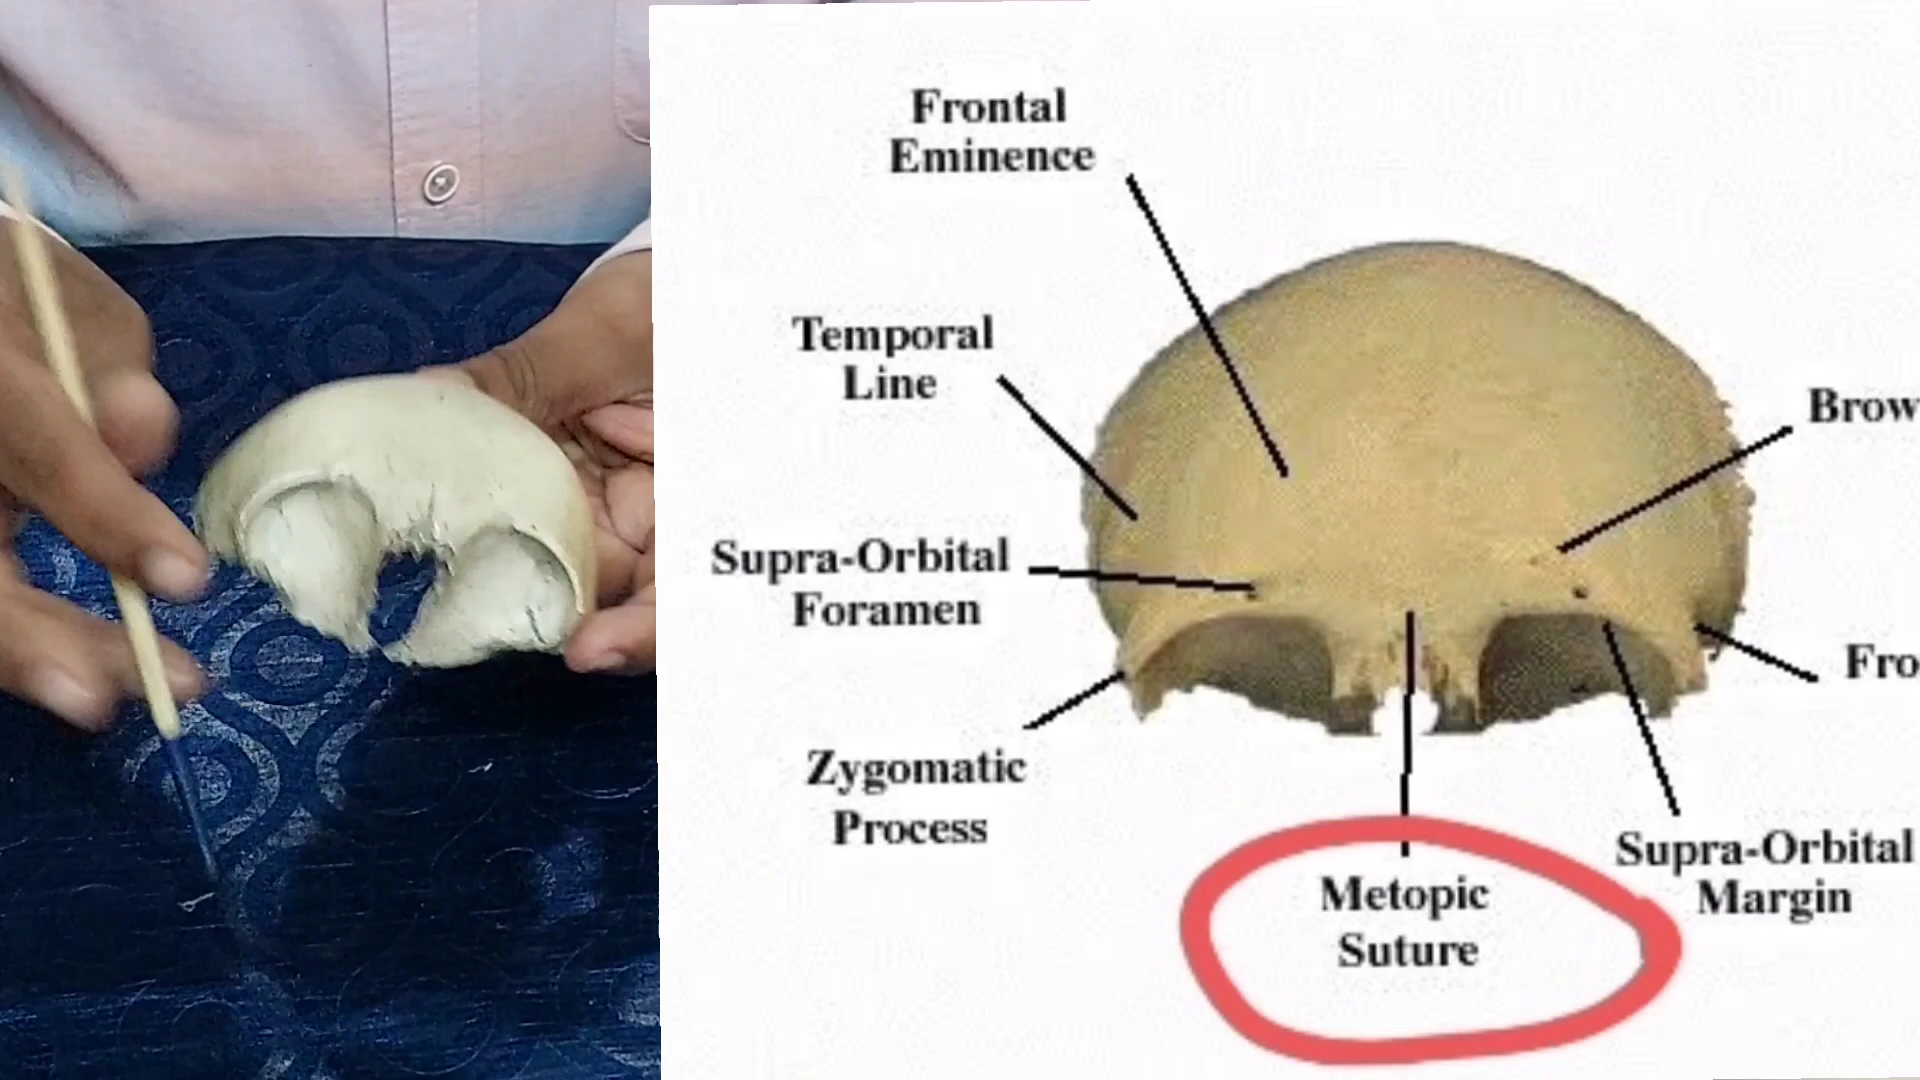 Frontal
Eminence
Temporal
Line
Brow
Supra-Orbital
Foramen
Fro
Zygomatic
Process
Supra-Orbital
Margin
Metopic
Suture